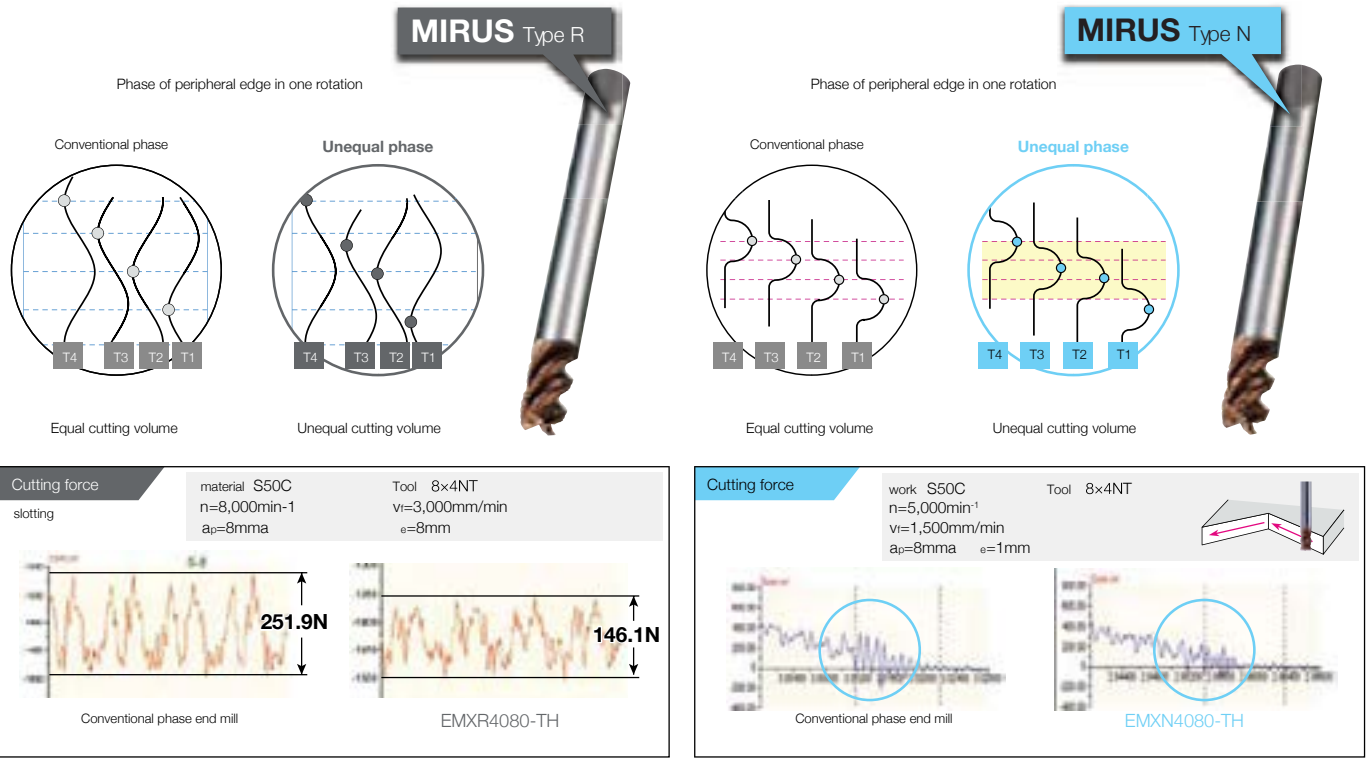 MIRUS Type R
Phase of peripheral edge in one rotation
Conventional phase
Unequal phase
T4 T3 T2 T1
T4 T3 T2 T1
Equal cutting volume
Unequal cutting volume
Cutting force
slotting
material S50C
n=8,000min-1
ap=8mma
Tool 8×4NT
vf=3,000mm/min
e=8mm
251.9N
146.1N
Conventional phase end mill
EMXR4080-TH
MIRUS Type N
Phase of peripheral edge in one rotation
Conventional phase
Unequal phase
T4 T3 T2 T1
T4 T3 T2 T1
Equal cutting volume
Unequal cutting volume
Cutting force
work S50C
n=5,000min-1
vf=1,500mm/min
ap=8mma e=1mm
Tool 8×4NT
Conventional phase end mill
EMXN4080-TH